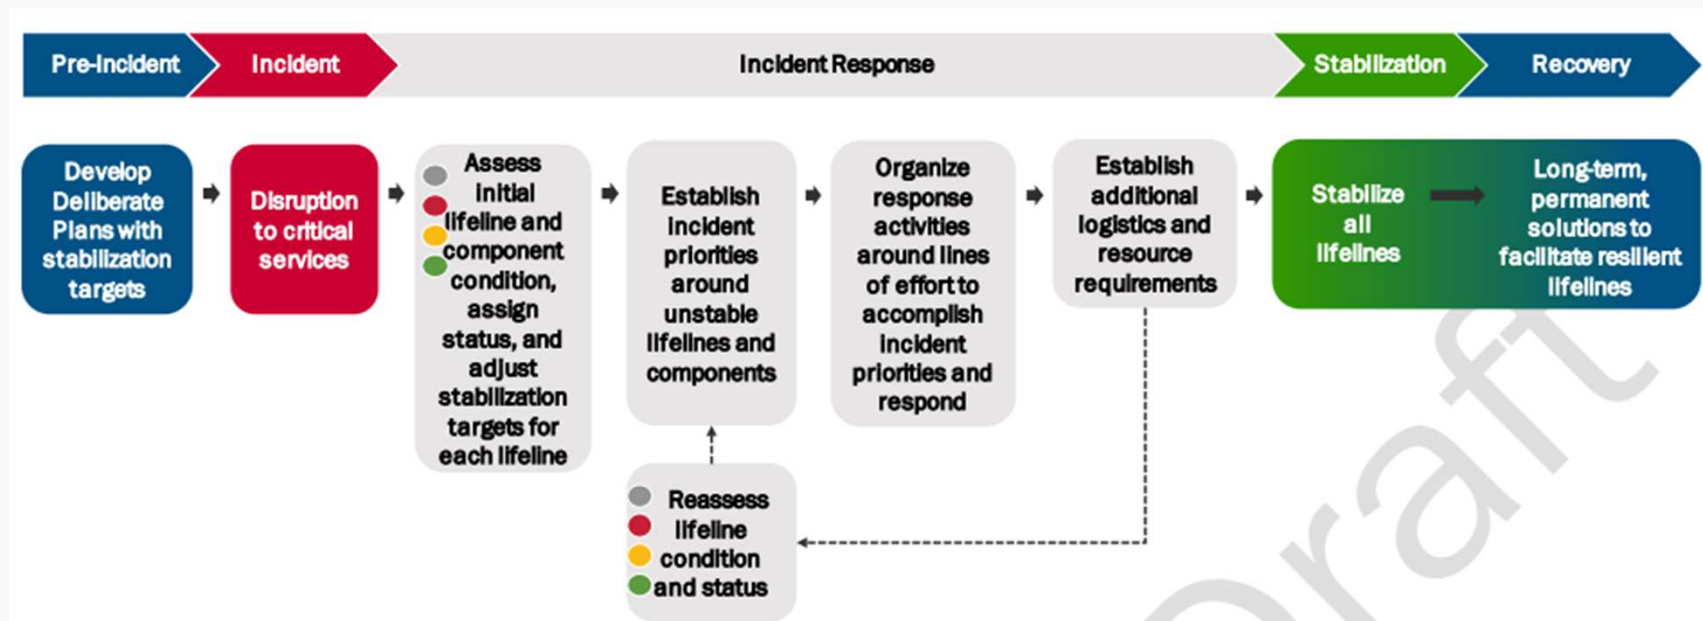 Pre-Incident
Incident
Incident Response
Stabilization
Recovery
Develop
Deliberate
Plans with
stabilization
targets
Disruption
to critical
services
Assess
initial
lifeline and
component
condition,
assign
status, and
adjust
stabilization
targets for
each lifeline
Establish
incident
priorities
around
unstable
lifelines and
components
Organize
response
activities
around lines
of effort to
accomplish
incident
priorities and
respond
Establish
additional
logistics and
resource
requirements
Stabilize
all
lifelines
Long-term,
permanent
solutions to
facilitate resilient
lifelines
Reassess
lifeline
condition
and status
Draft